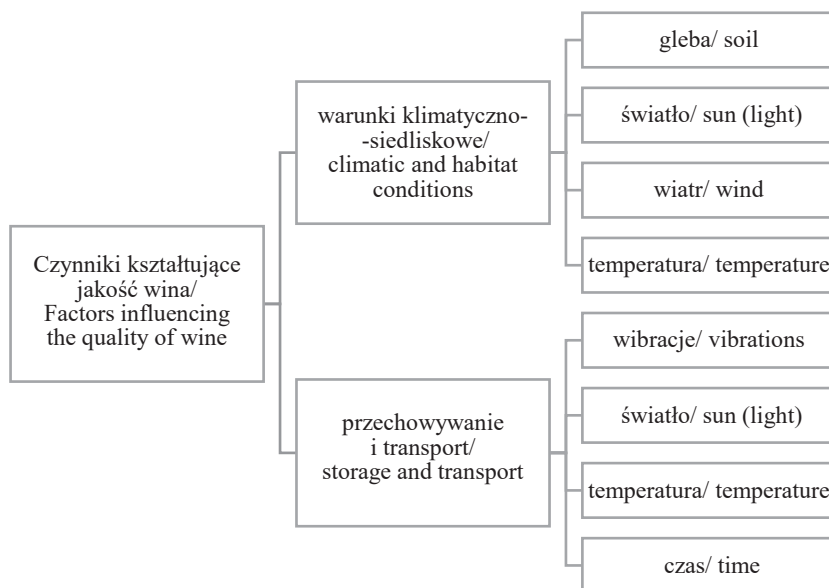 Czynniki kształtujące
jakość wina/
Factors influencing
the quality of wine
warunki klimatyczno-
-siedliskowe/
climatic and habitat
conditions
gleba/ soil
światło/ sun (light)
wiatr/ wind
temperatura/ temperature
przechowywanie
i transport/
storage and transport
wibracje/ vibrations
światło/ sun (light)
temperatura/ temperature
czas/ time